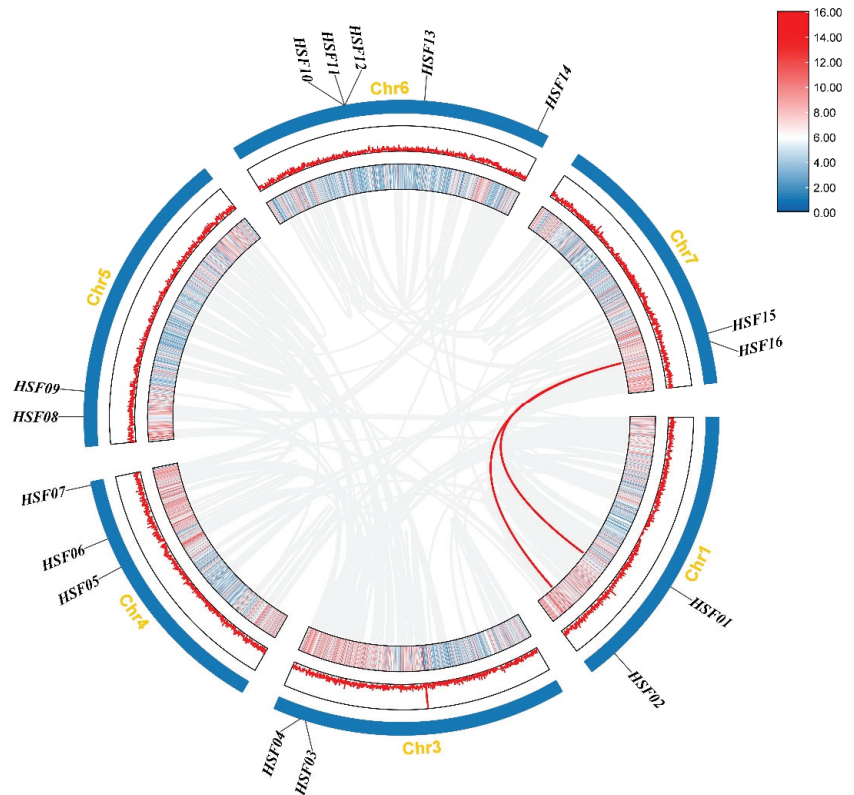 16.00
14.00
12.00
10.00
8.00
6.00
4.00
2.00
0.00
HSF10
HSF11
HSF12
HSF13
HSF14
Chr6
Chr7
HSF15
HSF16
Chr1
HSF01
HSF02
Chr3
HSF03
HSF04
Chr4
HSF05
HSF06
HSF07
Chr5
HSF08
HSF09